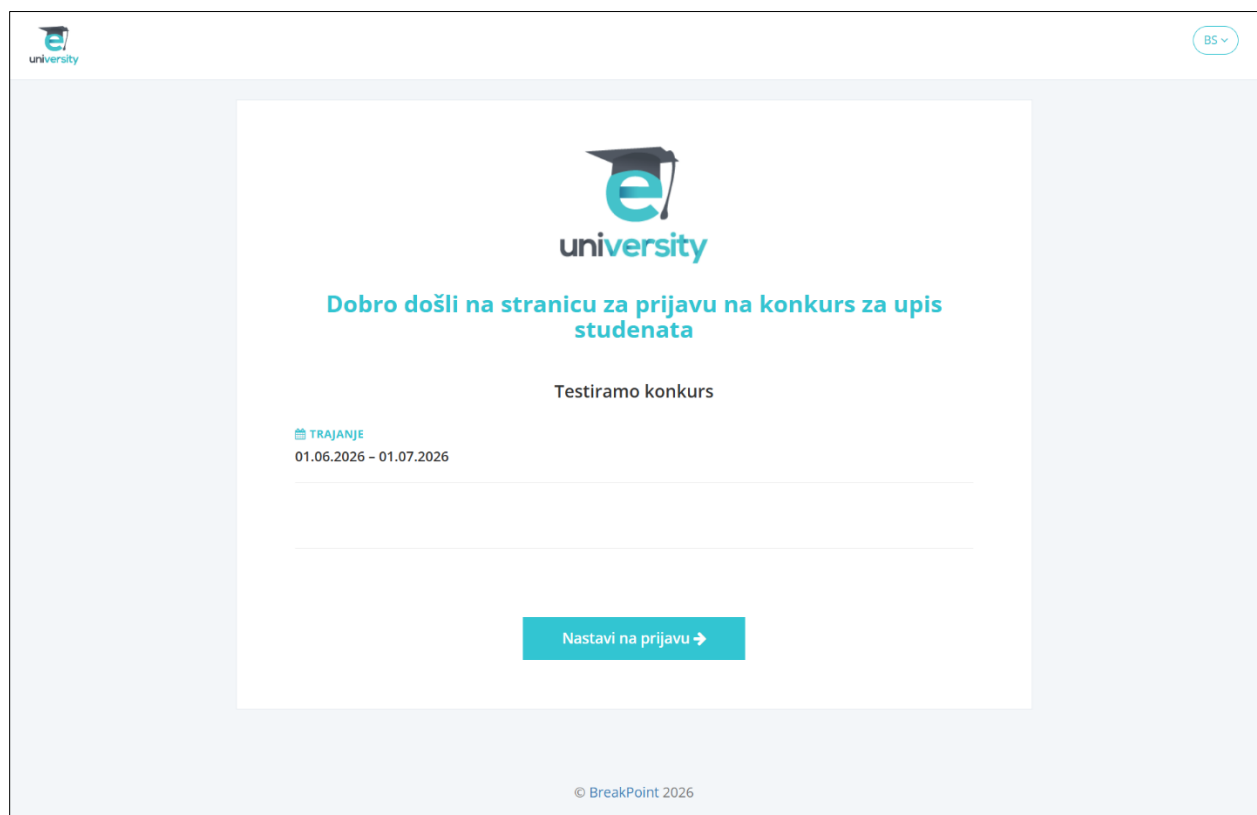 e
university
BS
e
university
Dobro došli na stranicu za prijavu na konkurs za upis
studenata
Testiramo konkurs
TRAJANJE
01.06.2026 – 01.07.2026
Nastavi na prijavu
© BreakPoint 2026